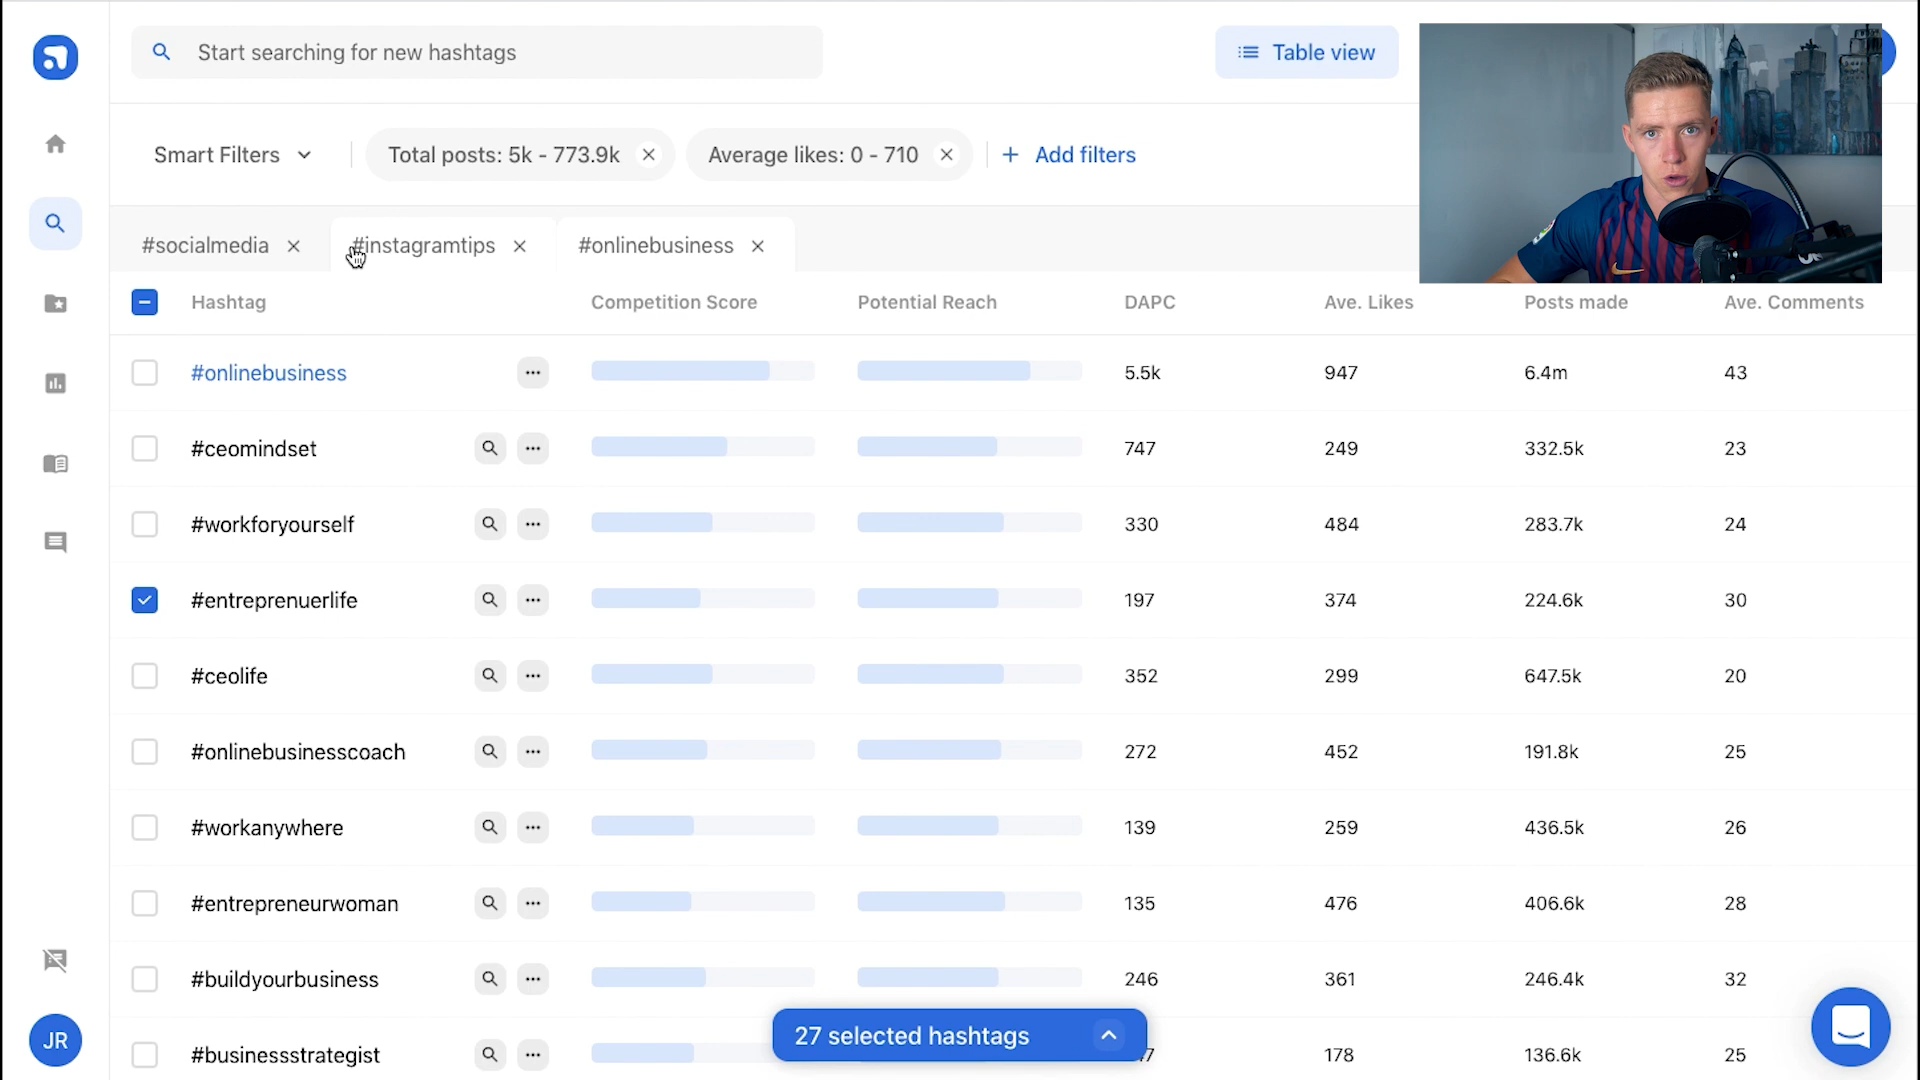 Start searching for new hashtags
Table view
Smart Filters
Total posts: 5k - 773.9k
Average likes: 0 - 710
Add filters
#socialmedia
#instagramtips
#onlinebusiness
Hashtag Competition Score Potential Reach DAPC Ave. Likes Posts made Ave. Comments
#onlinebusiness 5.5k 947 6.4m 43
#ceomindset 747 249 332.5k 23
#workforyourself 330 484 283.7k 24
#entreprenuerlife 197 374 224.6k 30
#ceolife 352 299 647.5k 20
#onlinebusinesscoach 272 452 191.8k 25
#workanywhere 139 259 436.5k 26
#entrepreneurwoman 135 476 406.6k 28
#buildyourbusiness 246 361 246.4k 32
#businessstrategist 178 136.6k 25
27 selected hashtags
JR